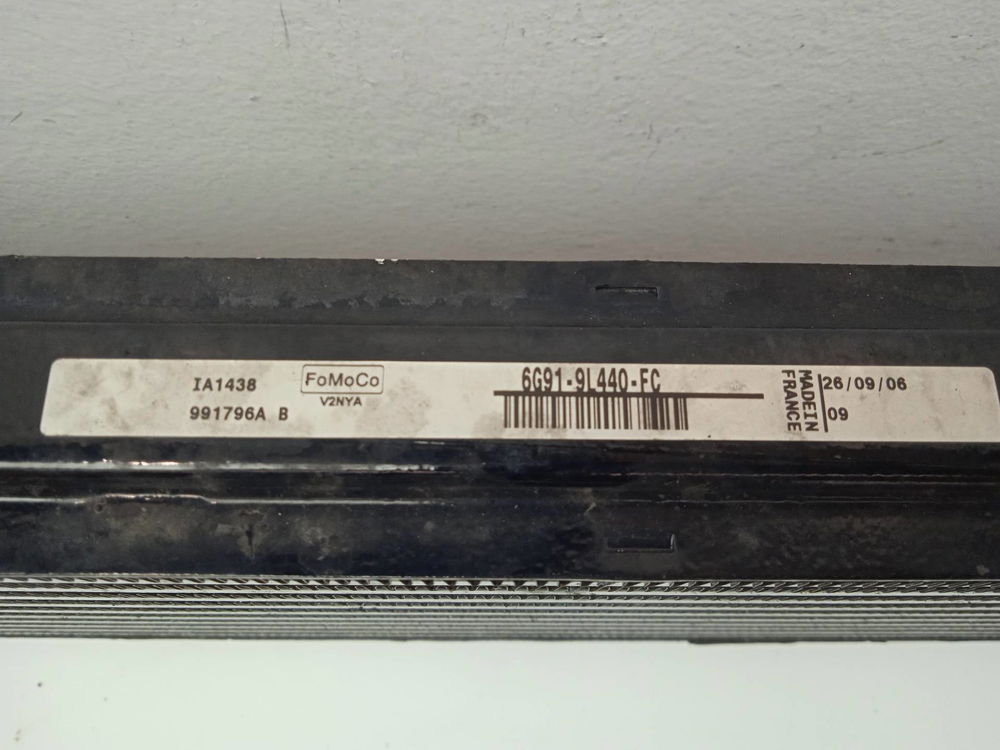 IA1438
991796A B
FoMoCo
V2NYA
6G91-9L440-FC
MADE IN
FRANCE
26/09/06
09